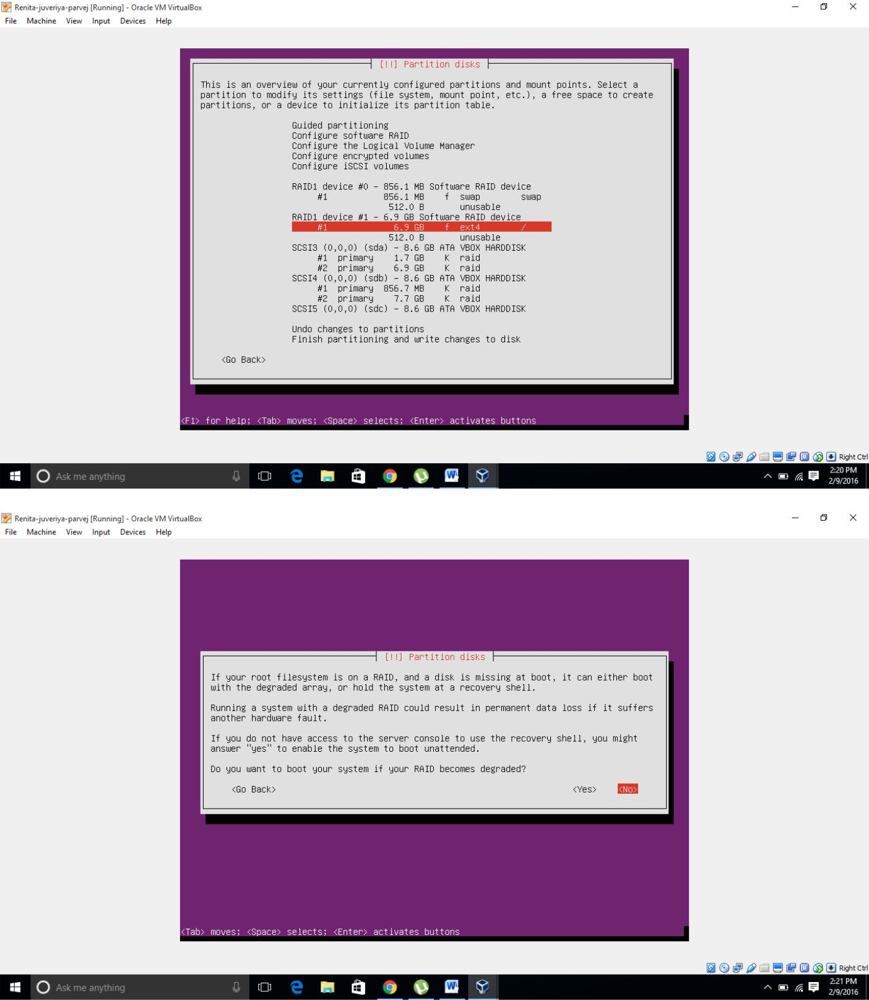 Renita-juveriya-parvej [Running] - Oracle VM VirtualBox
File Machine View Input Devices Help
[!!] Partition disks
This is an overview of your currently configured partitions and mount points. Select a
partition to modify its settings (file system, mount point, etc.), a free space to create
partitions, or a device to initialize its partition table.
Guided partitioning
Configure software RAID
Configure the Logical Volume Manager
Configure encrypted volumes
Configure iSCSI volumes
RAID1 device #0 - 856.1 MB Software RAID device
#1 856.1 MB f swap swap
512.0 B unusable
RAID1 device #1 - 6.9 GB Software RAID device
#1 6.9 GB f ext4 /
512.0 B unusable
SCSI3 (0,0,0) (sda) - 8.6 GB ATA VBOX HARDDISK
#1 primary 1.7 GB K raid
#2 primary 6.9 GB K raid
SCSI4 (0,0,0) (sdb) - 8.6 GB ATA VBOX HARDDISK
#1 primary 856.7 MB K raid
#2 primary 7.7 GB K raid
SCSI5 (0,0,0) (sdc) - 8.6 GB ATA VBOX HARDDISK
Undo changes to partitions
Finish partitioning and write changes to disk
<Go Back>
<F1> for help; <Tab> moves; <Space> selects; <Enter> activates buttons
Right Ctrl
Ask me anything
2:20 PM
2/9/2016
Renita-juveriya-parvej [Running] - Oracle VM VirtualBox
File Machine View Input Devices Help
[!!] Partition disks
If your root filesystem is on a RAID, and a disk is missing at boot, it can either boot
with the degraded array, or hold the system at a recovery shell.
Running a system with a degraded RAID could result in permanent data loss if it suffers
another hardware fault.
If you do not have access to the server console to use the recovery shell, you might
answer "yes" to enable the system to boot unattended.
Do you want to boot your system if your RAID becomes degraded?
<Go Back> <Yes> <No>
<Tab> moves; <Space> selects; <Enter> activates buttons
Right Ctrl
Ask me anything
2:21 PM
2/9/2016